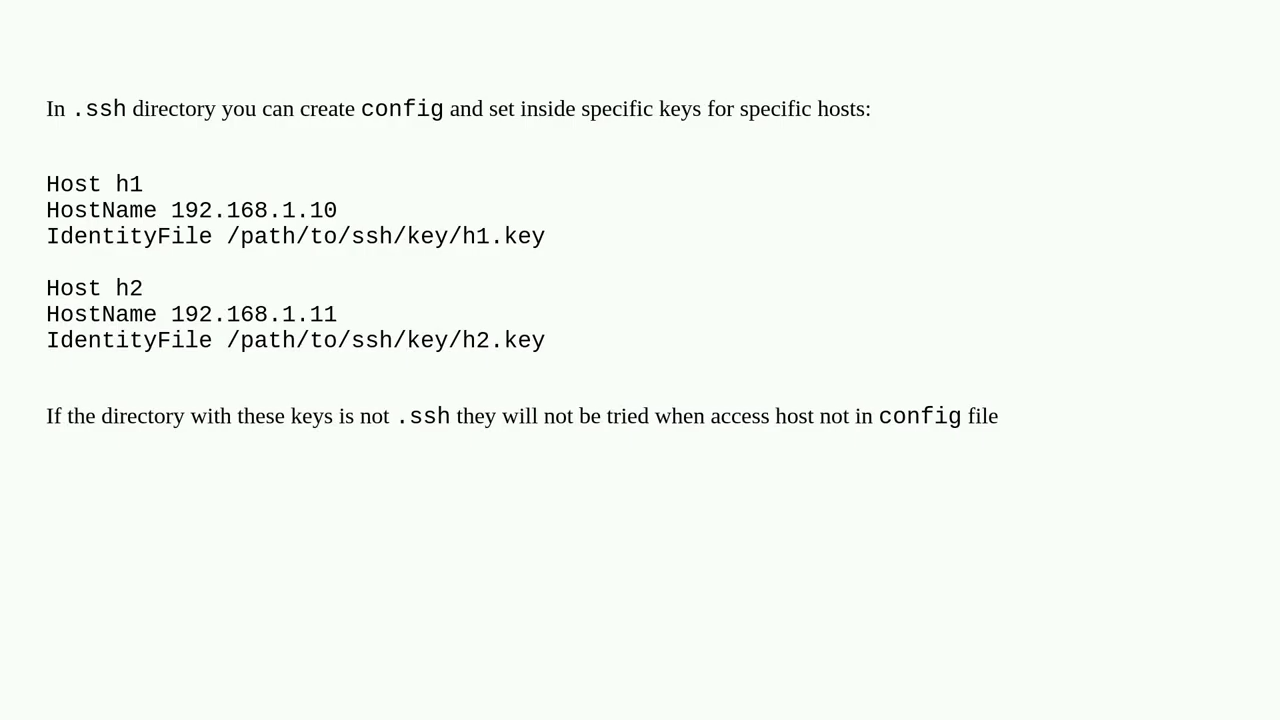 In .ssh directory you can create config and set inside specific keys for specific hosts:
Host h1
HostName 192.168.1.10
IdentityFile /path/to/ssh/key/h1.key
Host h2
HostName 192.168.1.11
IdentityFile /path/to/ssh/key/h2.key
If the directory with these keys is not .ssh they will not be tried when access host not in config file